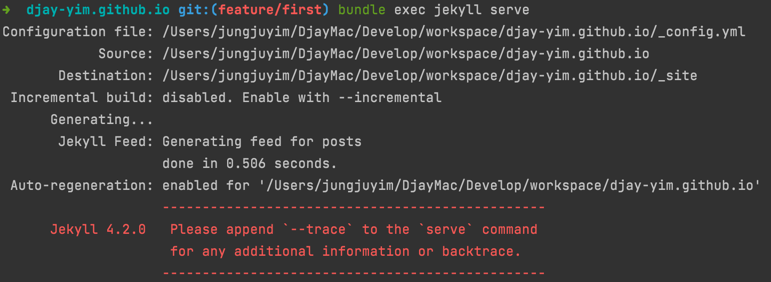 → djay-yim.github.io git:(feature/first) bundle exec jekyll serve
Configuration file: /Users/jungjuyim/DjayMac/Develop/workspace/djay-yim.github.io/_config.yml
Source: /Users/jungjuyim/DjayMac/Develop/workspace/djay-yim.github.io
Destination: /Users/jungjuyim/DjayMac/Develop/workspace/djay-yim.github.io/_site
Incremental build: disabled. Enable with --incremental
Generating...
Jekyll Feed: Generating feed for posts
done in 0.506 seconds.
Auto-regeneration: enabled for '/Users/jungjuyim/DjayMac/Develop/workspace/djay-yim.github.io'
------------------------------------------------
Jekyll 4.2.0 Please append `--trace` to the `serve` command
for any additional information or backtrace.
------------------------------------------------